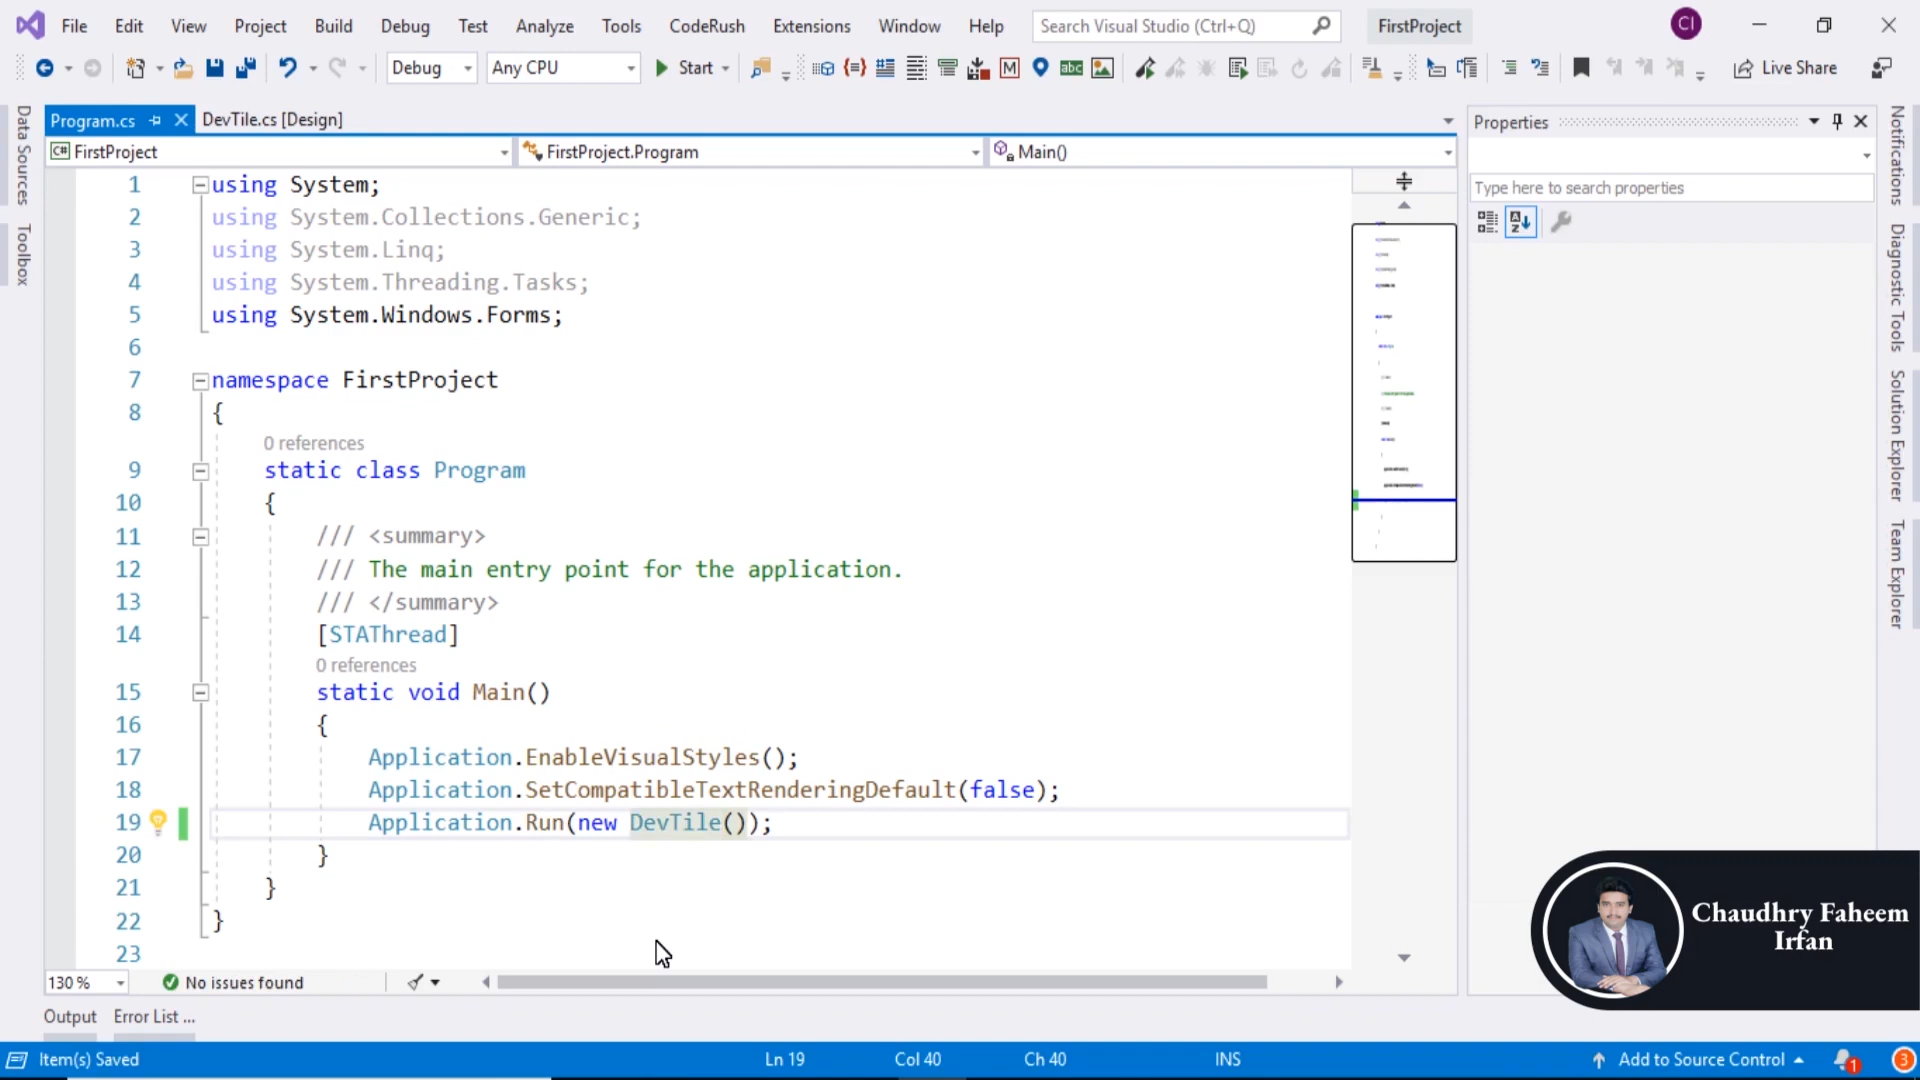 File Edit View Project Build Debug Test Analyze Tools CodeRush Extensions Window Help Search Visual Studio (Ctrl+Q) FirstProject CI
Debug Any CPU Start Live Share
Data Sources
Toolbox
Program.cs DevTile.cs [Design]
FirstProject FirstProject.Program Main()
1 using System;
2 using System.Collections.Generic;
3 using System.Linq;
4 using System.Threading.Tasks;
5 using System.Windows.Forms;
6
7 namespace FirstProject
8 {
0 references
9 static class Program
10 {
11 /// <summary>
12 /// The main entry point for the application.
13 /// </summary>
14 [STAThread]
0 references
15 static void Main()
16 {
17 Application.EnableVisualStyles();
18 Application.SetCompatibleTextRenderingDefault(false);
19 Application.Run(new DevTile());
20 }
21 }
22 }
23
130 % No issues found
Properties
Type here to search properties
Notifications
Diagnostic Tools
Solution Explorer
Team Explorer
Chaudhry Faheem
Irfan
Output Error List ...
Item(s) Saved Ln 19 Col 40 Ch 40 INS Add to Source Control 1 3